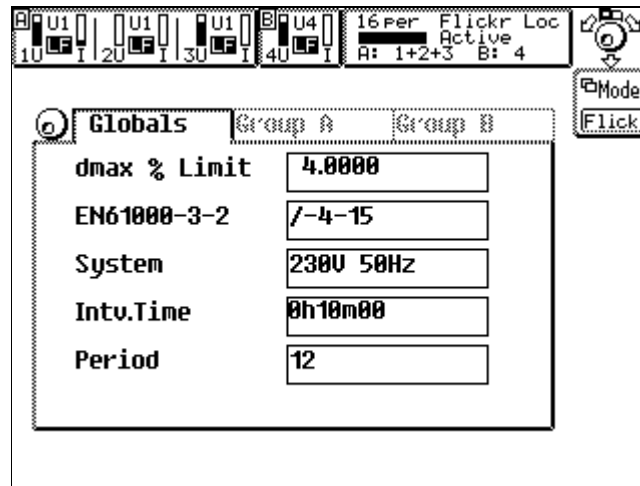 A U1 U1 U1 B U4 16 per Flickr Loc
LF LF LF LF Active
1U I 2U I 3U I 4U I A: 1+2+3 B: 4
Mode
Flick
Globals Group A Group B
dmax % Limit 4.0000
EN61000-3-2 /-4-15
System 230V 50Hz
Intv.Time 0h10m00
Period 12